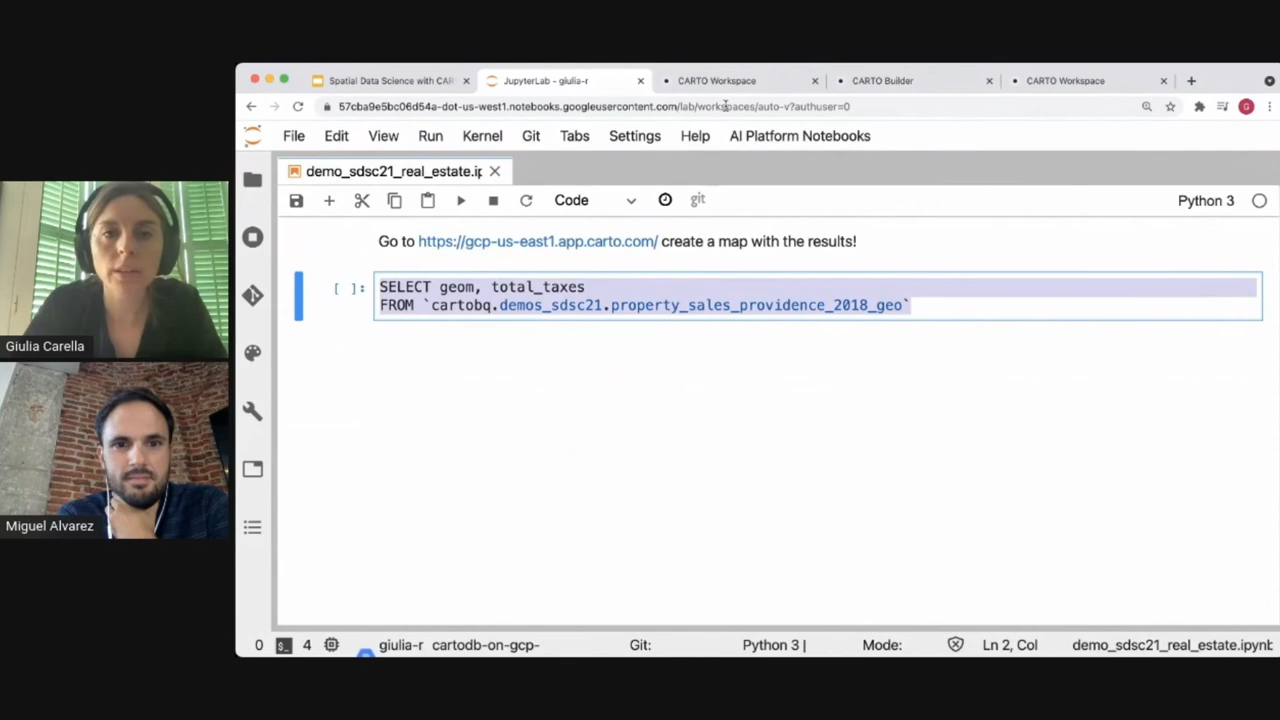 Spatial Data Science with CAR
JupyterLab - giulia-r
CARTO Workspace
CARTO Builder
CARTO Workspace
57cba9e5bc06d54a-dot-us-west1.notebooks.googleusercontent.com/lab/workspaces/auto-v?authuser=0
G
File Edit View Run Kernel Git Tabs Settings Help AI Platform Notebooks
demo_sdsc21_real_estate.ip
Code
git
Python 3
Go to https://gcp-us-east1.app.carto.com/ create a map with the results!
[ ]: SELECT geom, total_taxes
FROM `cartobq.demos_sdsc21.property_sales_providence_2018_geo`
Giulia Carella
Miguel Alvarez
0 $_ 4 giulia-r cartodb-on-gcp- Git: Python 3 | Mode: Ln 2, Col demo_sdsc21_real_estate.ipynb